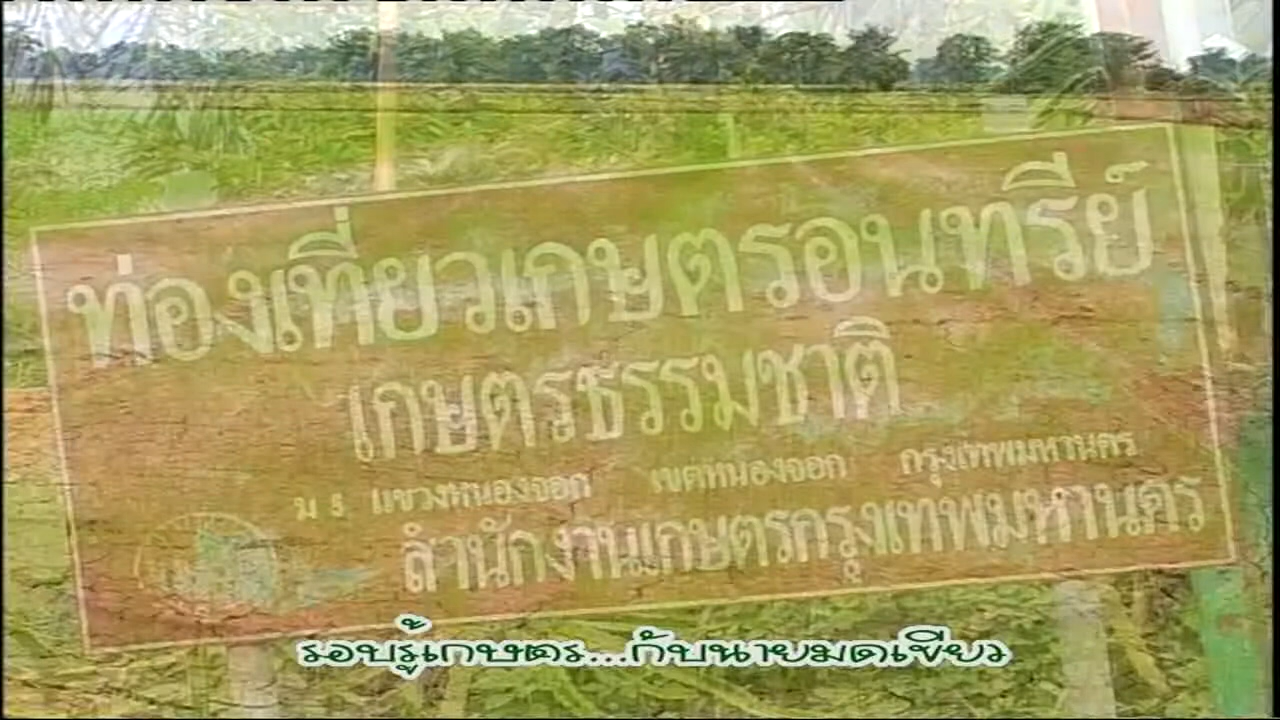 ท่องเที่ยวเกษตรอนทรีย์
เกษตรธรรมชาติ
ม 5 แขวงหนองจอก เขตหนองจอก กรุงเทพมหานคร
สำนักงานเกษตรกรุงเทพมหานคร
รอบรู้เกษตร...กับนายมดเขียว